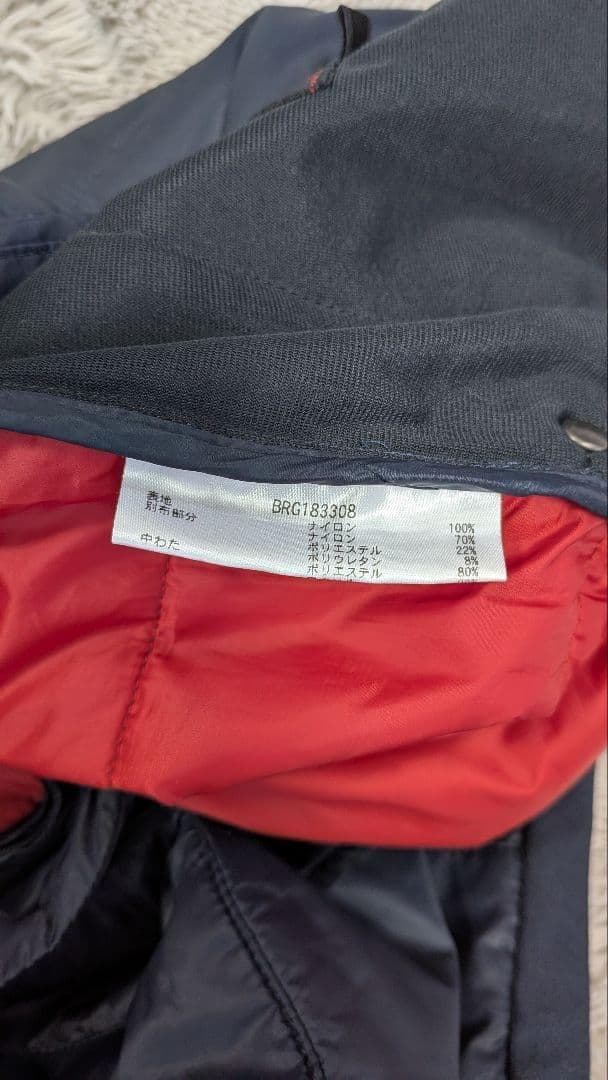 BRG183308
表地 ナイロン 100%
別布部分 ナイロン 70%
ポリエステル 22%
ポリウレタン 8%
中わた ポリエステル 80%